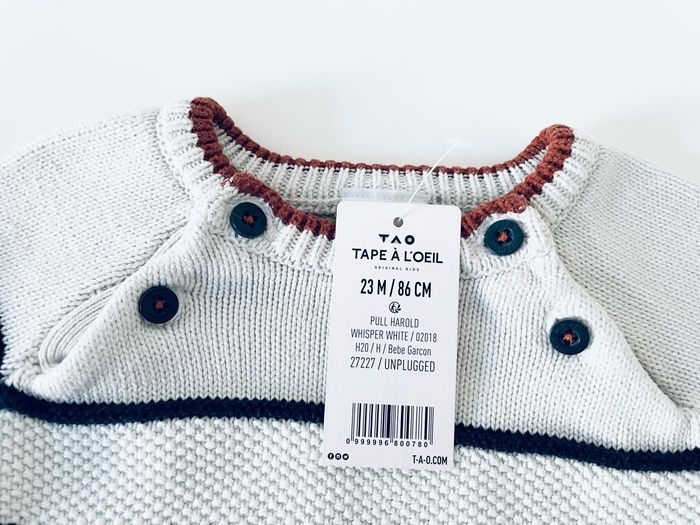 TAO
TAPE À L'OEIL
ORIGINAL KIDS
23 M / 86 CM
PULL HAROLD
WHISPER WHITE / 02018
H20 / H / Bebe Garcon
27227 / UNPLUGGED
0 999996 800780
T-A-O.COM